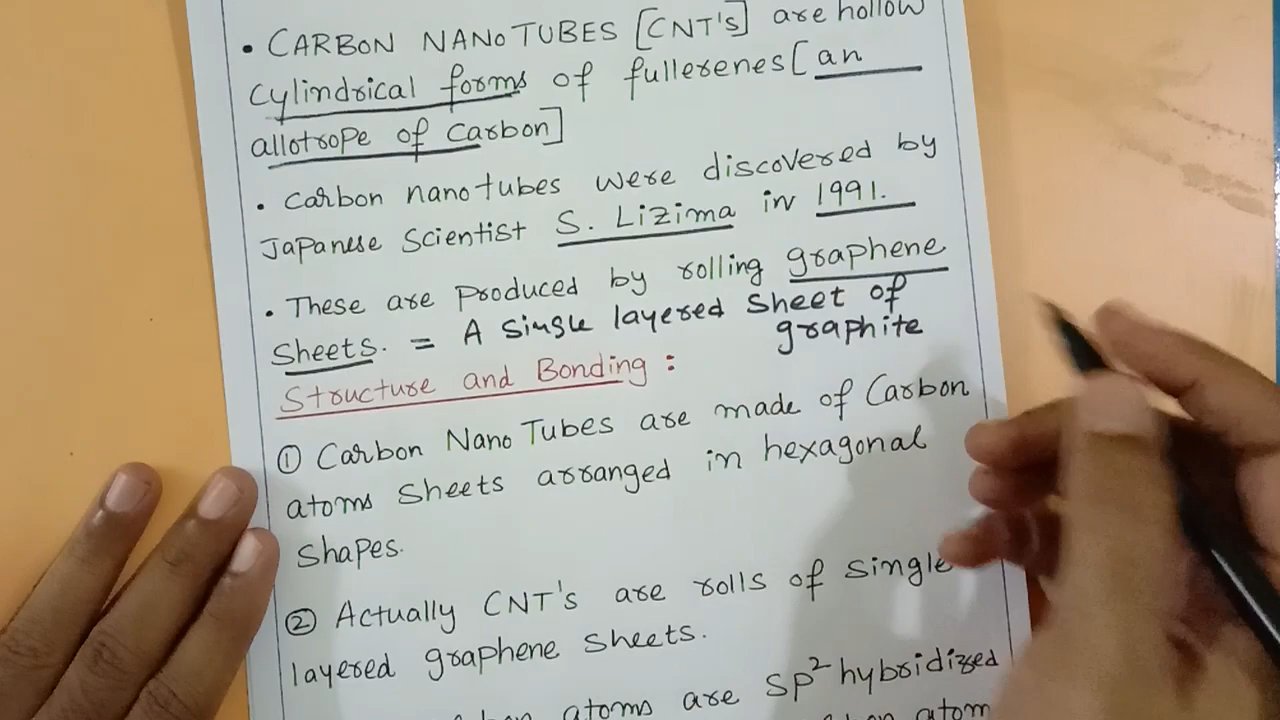 • CARBON NANOTUBES [CNT's] are hollow
Cylindrical forms of fullerenes [an
allotrope of Carbon]
• Carbon nanotubes were discovered by
Japanese Scientist S. Lizima in 1991.
• These are produced by rolling graphene
Sheets. = A single layered sheet of
graphite
Structure and Bonding :
① Carbon Nano Tubes are made of Carbon
atoms Sheets arranged in hexagonal
Shapes.
② Actually CNT's are rolls of single
layered graphene sheets.
atoms are SP² hybridized
atom